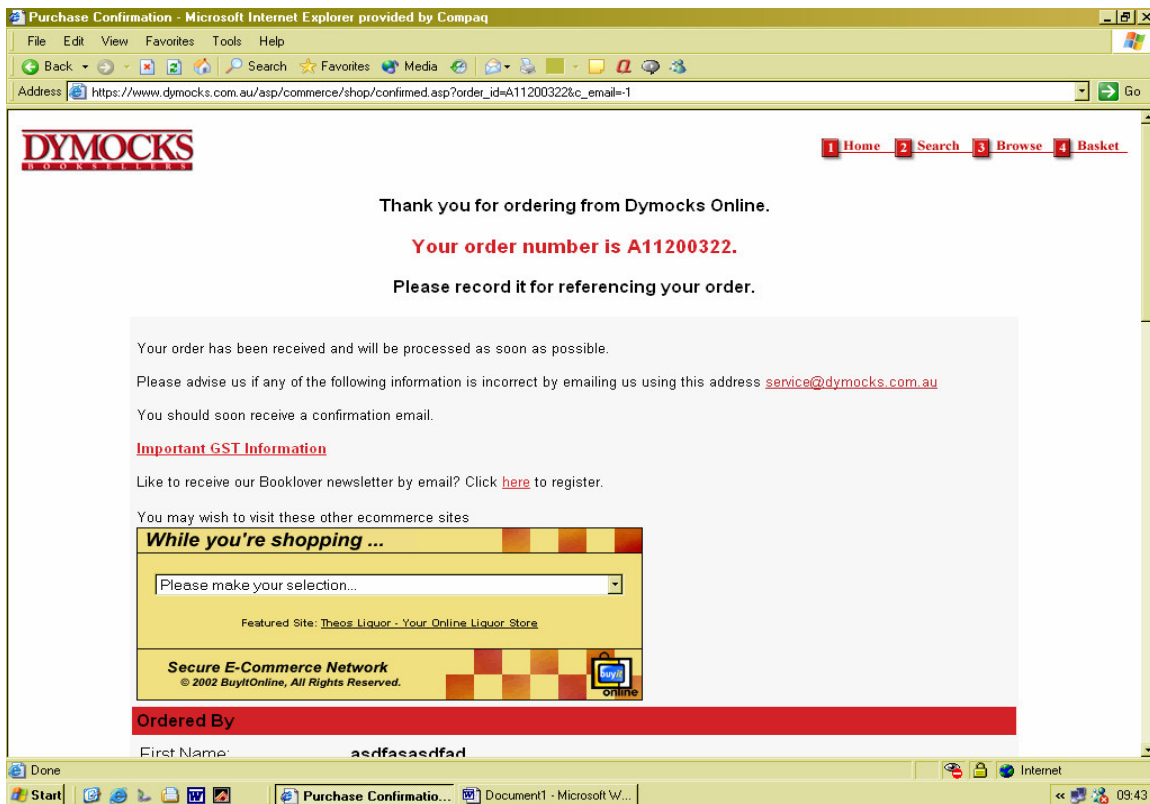 Purchase Confirmation - Microsoft Internet Explorer provided by Compaq
File Edit View Favorites Tools Help
Back Search Favorites Media
Address https://www.dymocks.com.au/asp/commerce/shop/confirmed.asp?order_id=A11200322&c_email=-1 Go
DYMOCKS
BOOKSELLERS
1 Home 2 Search 3 Browse 4 Basket
Thank you for ordering from Dymocks Online.
Your order number is A11200322.
Please record it for referencing your order.
Your order has been received and will be processed as soon as possible.
Please advise us if any of the following information is incorrect by emailing us using this address service@dymocks.com.au
You should soon receive a confirmation email.
Important GST Information
Like to receive our Booklover newsletter by email? Click here to register.
You may wish to visit these other ecommerce sites
While you're shopping ...
Please make your selection...
Featured Site: Theos Liquor - Your Online Liquor Store
Secure E-Commerce Network
© 2002 BuyItOnline, All Rights Reserved.
buyit
online
Ordered By
First Name: asdfasasdfad
Done Internet
Start Purchase Confirmatio... Document1 - Microsoft W... 09:43